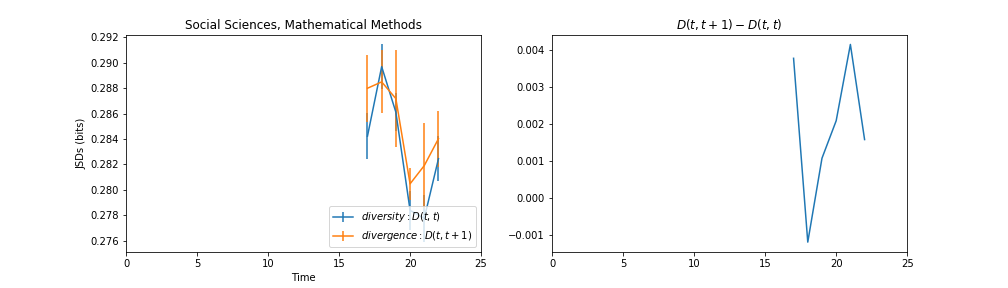 Social Sciences, Mathematical Methods
0.292
0.290
0.288
0.286
0.284
0.282
0.280
0.278
0.276
JSDs (bits)
0 5 10 15 20 25
Time
diversity : D(t, t)
divergence : D(t, t + 1)
D(t, t + 1) − D(t, t)
0.004
0.003
0.002
0.001
0.000
−0.001
0 5 10 15 20 25